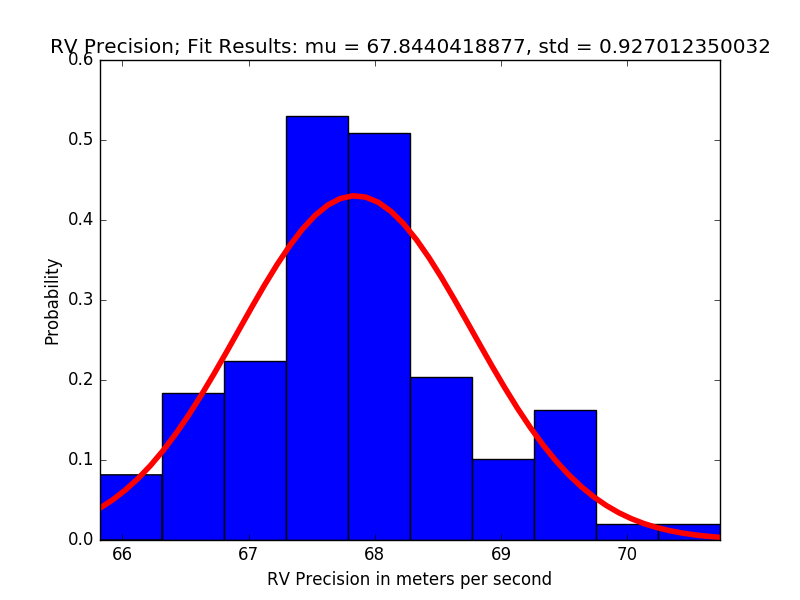 RV Precision; Fit Results: mu = 67.8440418877, std = 0.927012350032
0.6
0.5
0.4
0.3
0.2
0.1
0.0
Probability
66 67 68 69 70
RV Precision in meters per second